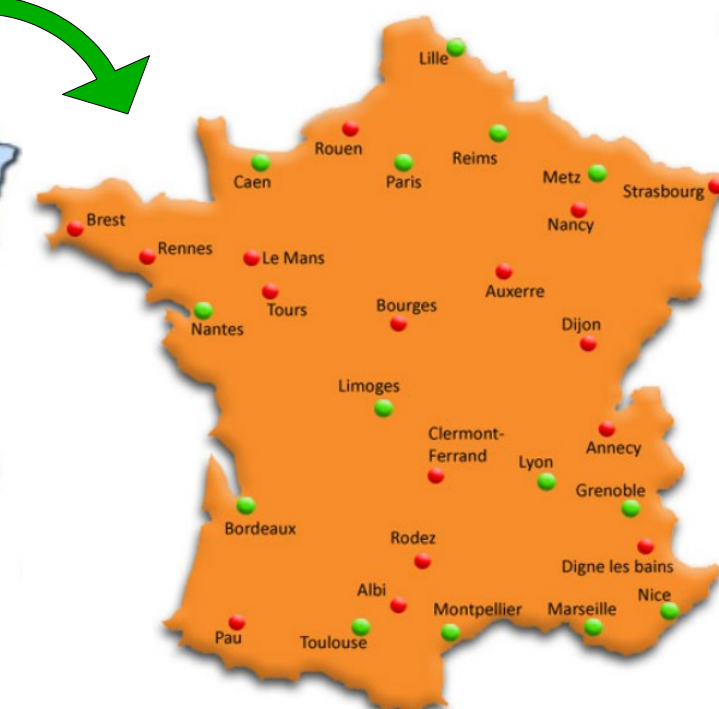 Lille
Rouen
Reims
Caen
Paris
Metz
Strasbourg
Brest
Nancy
Rennes
Le Mans
Auxerre
Tours
Bourges
Nantes
Dijon
Limoges
Clermont-
Ferrand
Annecy
Lyon
Grenoble
Bordeaux
Rodez
Digne les bains
Albi
Nice
Montpellier
Marseille
Pau
Toulouse